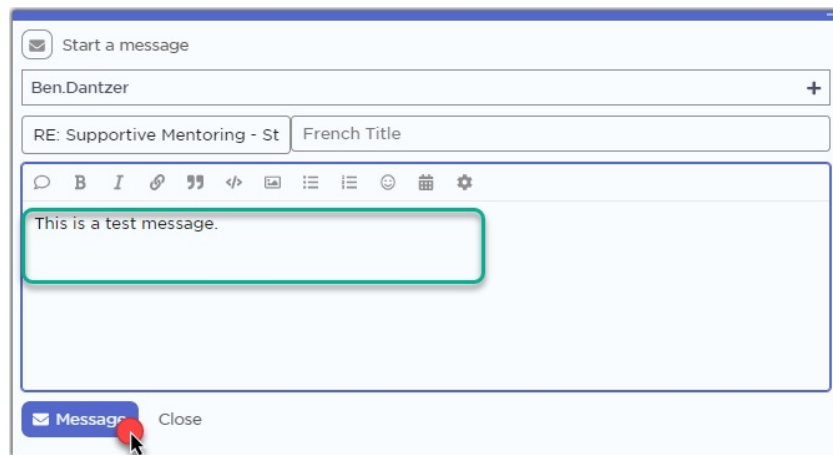 Start a message
Ben.Dantzer +
RE: Supportive Mentoring - St French Title
B I </>
This is a test message.
Message Close